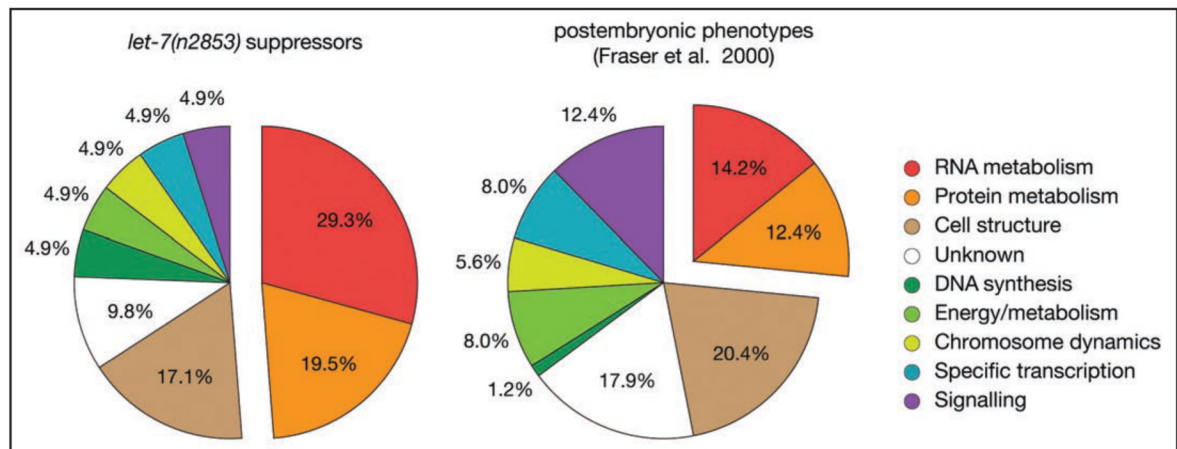 let-7(n2853) suppressors
4.9%
4.9%
4.9%
4.9%
4.9%
9.8%
17.1%
19.5%
29.3%
postembryonic phenotypes
(Fraser et al. 2000)
12.4%
8.0%
5.6%
8.0%
1.2%
17.9%
20.4%
12.4%
14.2%
RNA metabolism
Protein metabolism
Cell structure
Unknown
DNA synthesis
Energy/metabolism
Chromosome dynamics
Specific transcription
Signalling